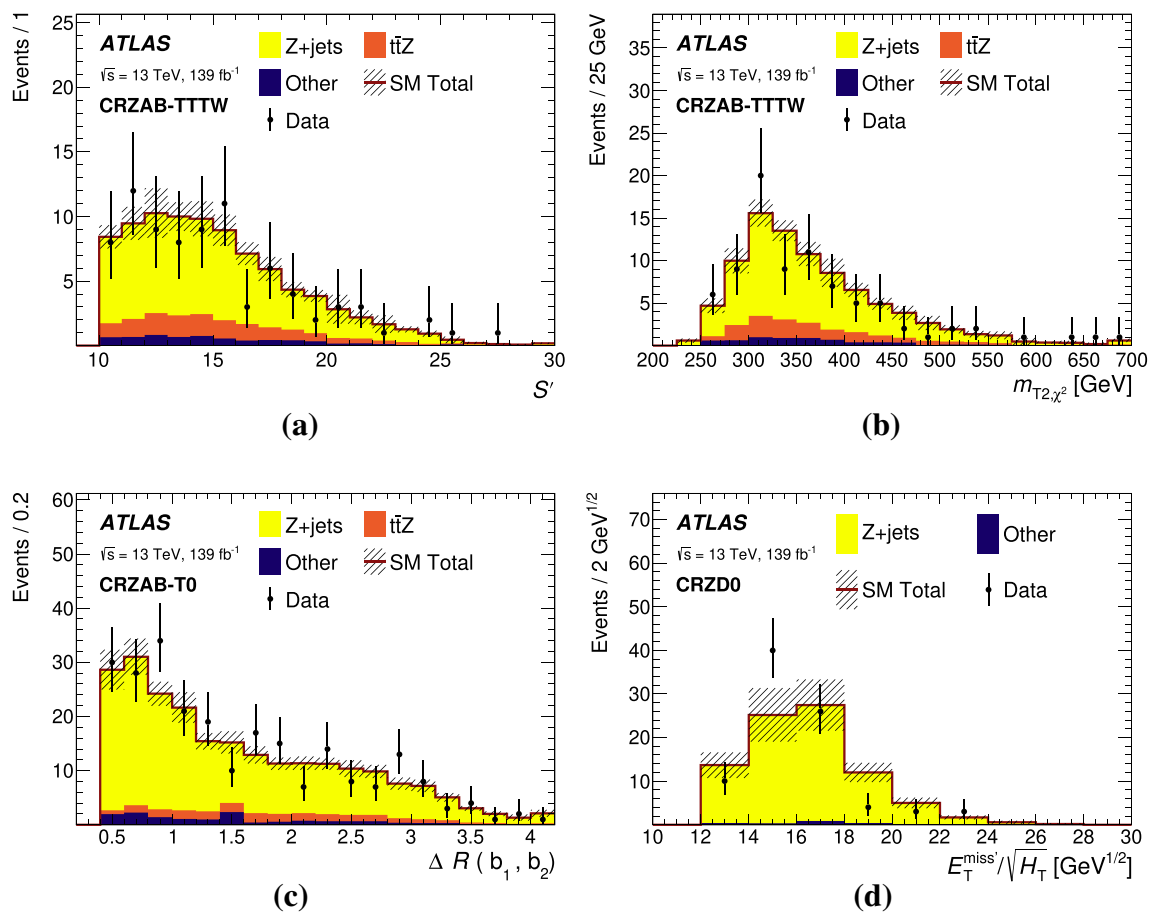 Events / 1
25
20
15
10
5
ATLAS
√s = 13 TeV, 139 fb⁻¹
CRZAB-TTTW
Z+jets
tt̄Z
Other
SM Total
Data
10 15 20 25 30
S′
(a)
Events / 25 GeV
35
30
25
20
15
10
5
ATLAS
√s = 13 TeV, 139 fb⁻¹
CRZAB-TTTW
Z+jets
tt̄Z
Other
SM Total
Data
200 250 300 350 400 450 500 550 600 650 700
m_T2,χ² [GeV]
(b)
Events / 0.2
60
50
40
30
20
10
ATLAS
√s = 13 TeV, 139 fb⁻¹
CRZAB-T0
Z+jets
tt̄Z
Other
SM Total
Data
0.5 1 1.5 2 2.5 3 3.5 4
Δ R ( b₁ , b₂)
(c)
Events / 2 GeV^1/2
70
60
50
40
30
20
10
ATLAS
√s = 13 TeV, 139 fb⁻¹
CRZD0
Z+jets
Other
SM Total
Data
10 12 14 16 18 20 22 24 26 28 30
E_T^miss′/√H_T [GeV^1/2]
(d)